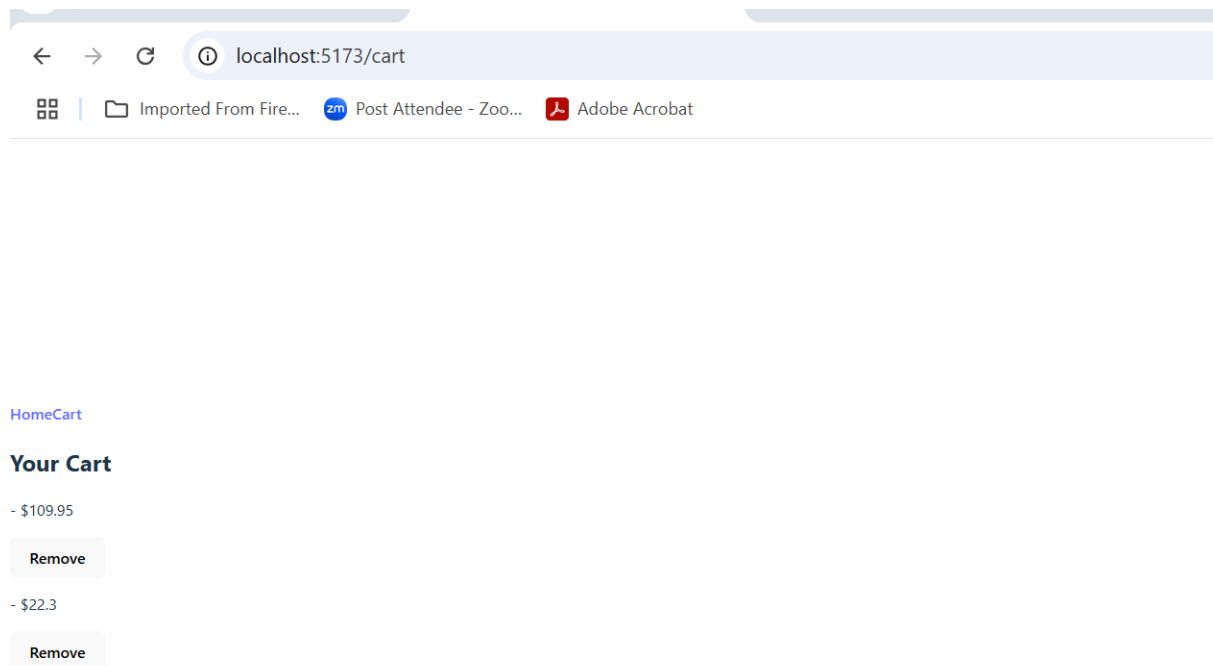 localhost:5173/cart
Imported From Fire... zm Post Attendee - Zoo... Adobe Acrobat
HomeCart
Your Cart
- $109.95
Remove
- $22.3
Remove